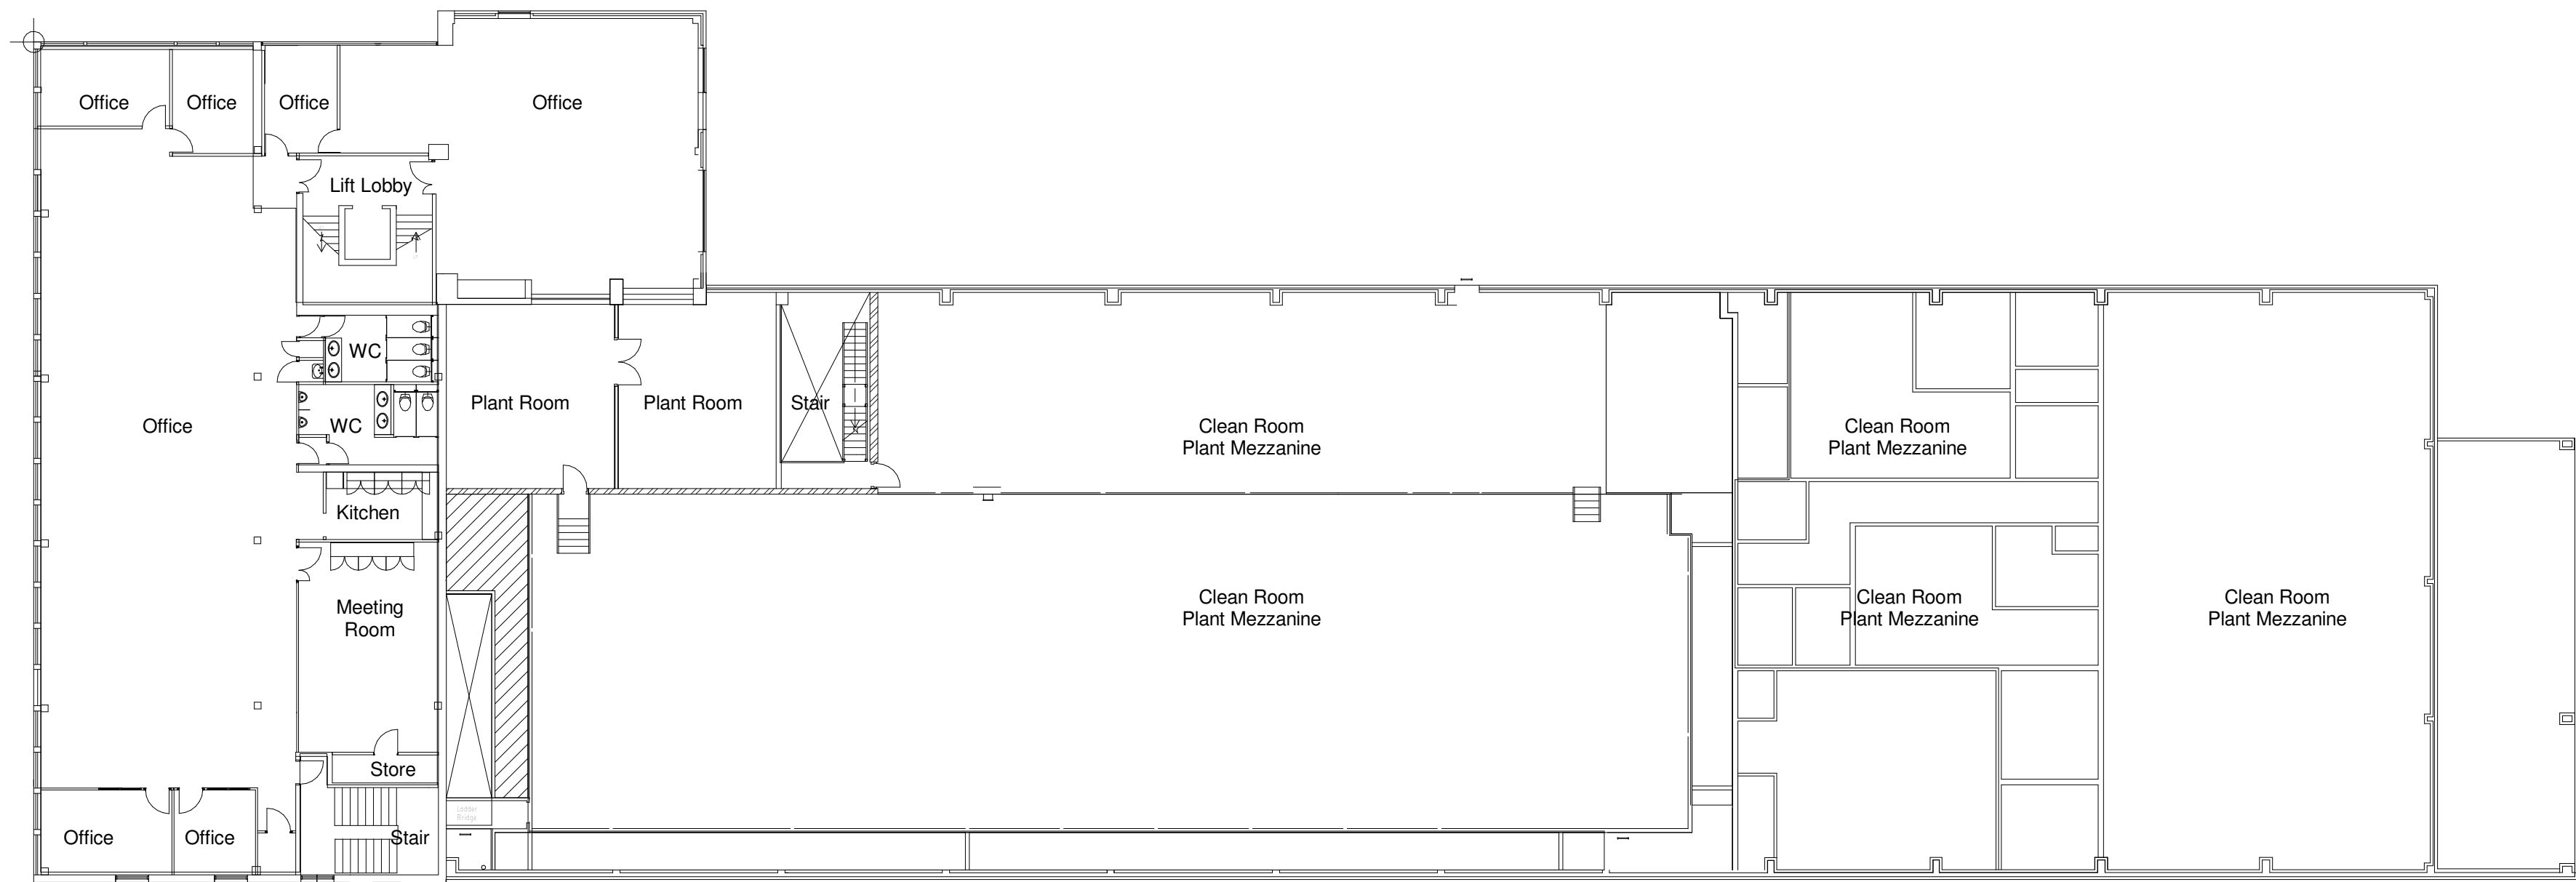 Office
Office
Office
Office
Lift Lobby
WC
Plant Room
Plant Room
Stair
WC
Office
Clean Room
Plant Mezzanine
Clean Room
Plant Mezzanine
Kitchen
Meeting
Room
Clean Room
Plant Mezzanine
Clean Room
Plant Mezzanine
Clean Room
Plant Mezzanine
Store
Ladder
Bridge
Office
Office
Stair